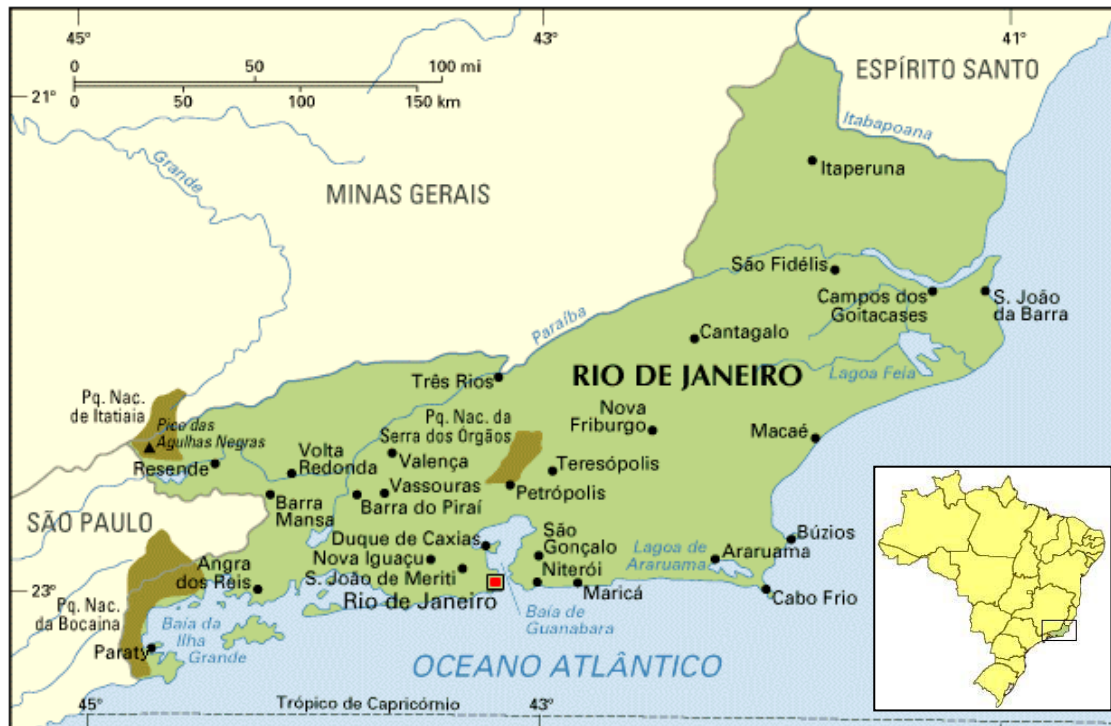 45°
43°
41°
0 50 100 mi
0 50 100 150 km
21°
ESPÍRITO SANTO
Itabapoana
Itaperuna
Grande
MINAS GERAIS
São Fidélis
Campos dos
Goitacases
S. João
da Barra
Paraíba
Cantagalo
Lagoa Feia
Três Rios
RIO DE JANEIRO
Pq. Nac.
de Itatiaia
Pico das
Agulhas Negras
Pq. Nac. da
Serra dos Órgãos
Nova
Friburgo
Macaé
Resende
Volta
Redonda
Valença
Teresópolis
Vassouras
Petrópolis
Barra
Mansa
Barra do Piraí
SÃO PAULO
Duque de Caxias
São
Gonçalo
Búzios
Nova Iguaçu
Lagoa de
Araruama
Araruama
Angra
dos Reis
S. João de Meriti
Niterói
23°
Rio de Janeiro
Maricá
Cabo Frio
Pq. Nac.
da Bocaina
Baía da
Ilha
Grande
Baía de
Guanabara
Paraty
OCEANO ATLÂNTICO
Trópico de Capricórnio
45°
43°